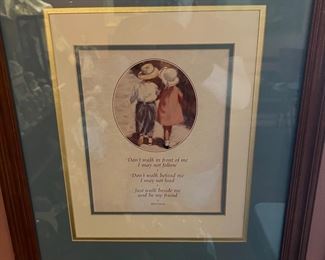 Don't walk in front of me
I may not follow
Don't walk behind me
I may not lead
Just walk beside me
and be my friend